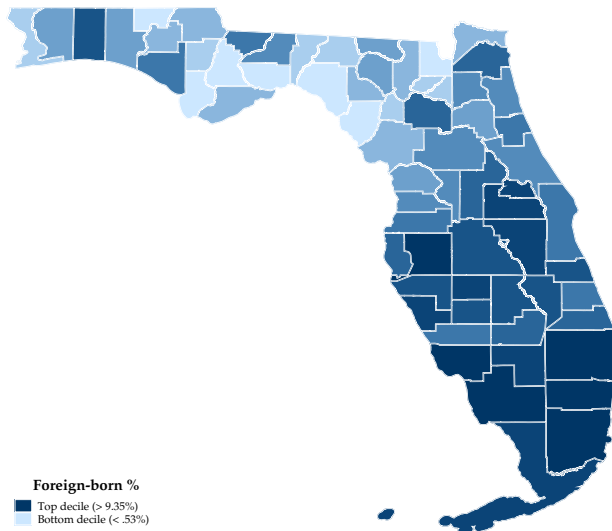 Foreign-born %
Top decile (> 9.35%)
Bottom decile (< .53%)